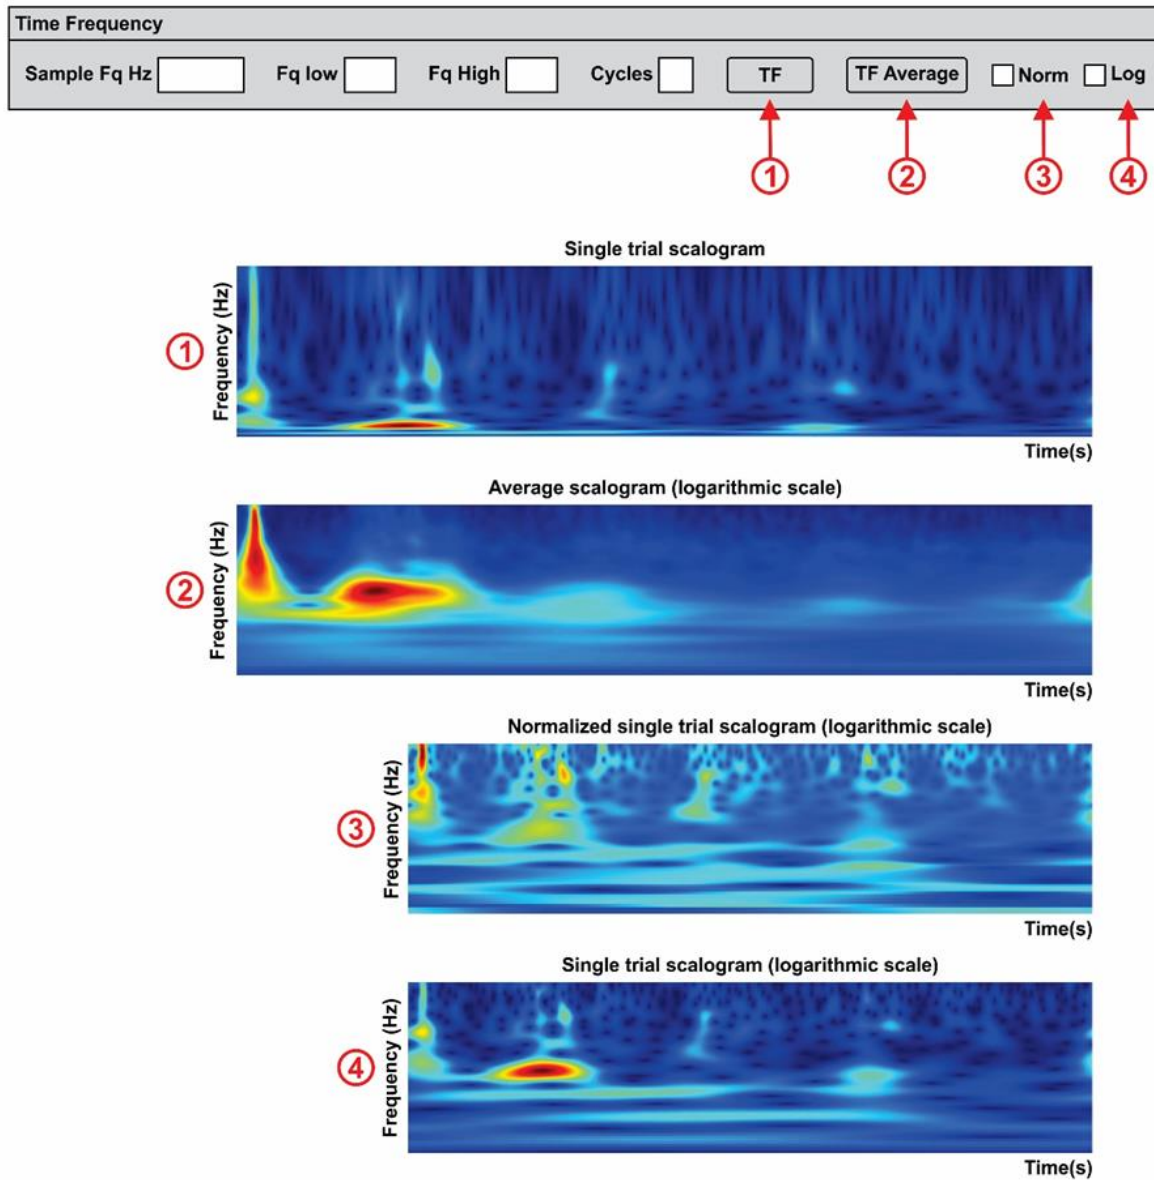 Time Frequency
Sample Fq Hz Fq low Fq High Cycles TF TF Average Norm Log
① ② ③ ④
Single trial scalogram
①
Frequency (Hz)
Time(s)
Average scalogram (logarithmic scale)
②
Frequency (Hz)
Time(s)
Normalized single trial scalogram (logarithmic scale)
③
Frequency (Hz)
Time(s)
Single trial scalogram (logarithmic scale)
④
Frequency (Hz)
Time(s)